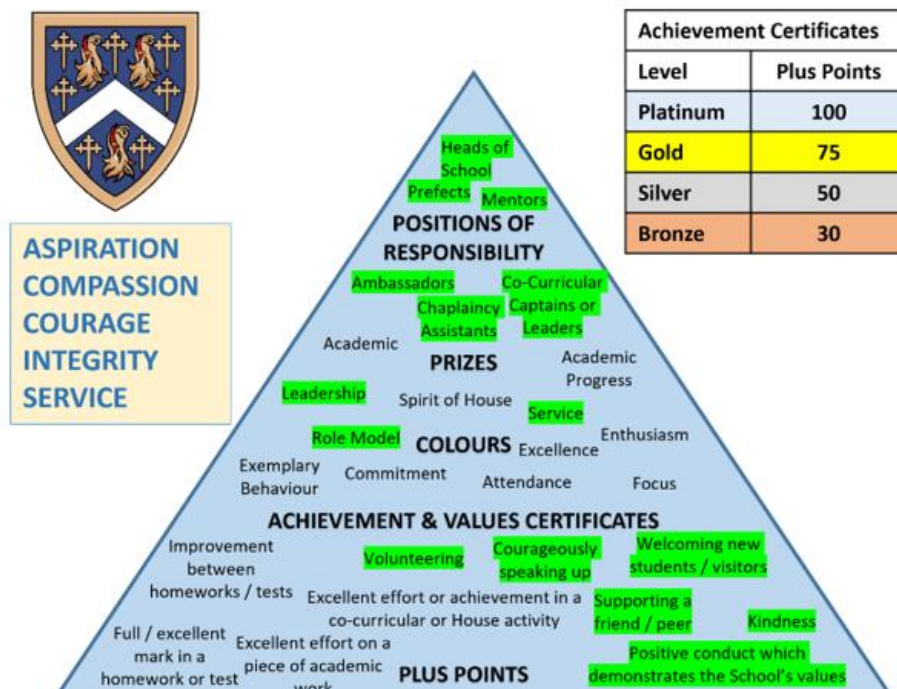 Achievement Certificates
Level Plus Points
Platinum 100
Gold 75
Silver 50
Bronze 30
ASPIRATION
COMPASSION
COURAGE
INTEGRITY
SERVICE
Heads of
School
Prefects
Mentors
POSITIONS OF
RESPONSIBILITY
Ambassadors
Co-Curricular
Captains or
Leaders
Chaplaincy
Assistants
Academic
PRIZES
Academic
Progress
Leadership
Spirit of House
Service
Role Model
COLOURS
Excellence
Enthusiasm
Exemplary
Behaviour
Commitment
Attendance
Focus
ACHIEVEMENT & VALUES CERTIFICATES
Improvement
between
homeworks / tests
Volunteering
Courageously
speaking up
Welcoming new
students / visitors
Excellent effort or achievement in a
co-curricular or House activity
Supporting a
friend / peer
Kindness
Full / excellent
mark in a
homework or test
Excellent effort on a
piece of academic
work
PLUS POINTS
Positive conduct which
demonstrates the School's values